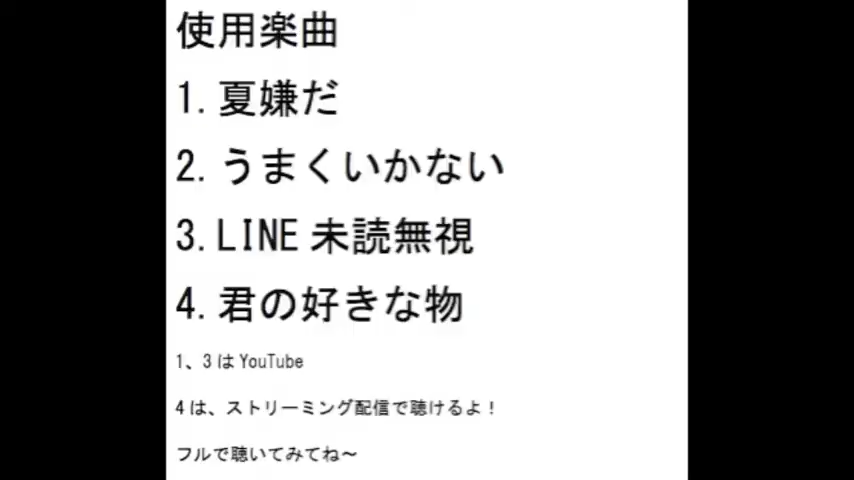 使用楽曲
1. 夏嫌だ
2. うまくいかない
3. LINE 未読無視
4. 君の好きな物
1、3 は YouTube
4 は、ストリーミング配信で聴けるよ！
フルで聴いてみてね～